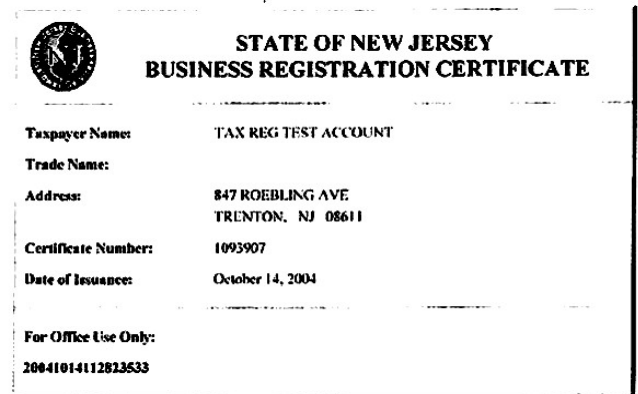 STATE OF NEW JERSEY
BUSINESS REGISTRATION CERTIFICATE
Taxpayer Name: TAX REG TEST ACCOUNT
Trade Name:
Address: 847 ROEBLING AVE
TRENTON, NJ 08611
Certificate Number: 1093907
Date of Issuance: October 14, 2004
For Office Use Only:
20041014112823533